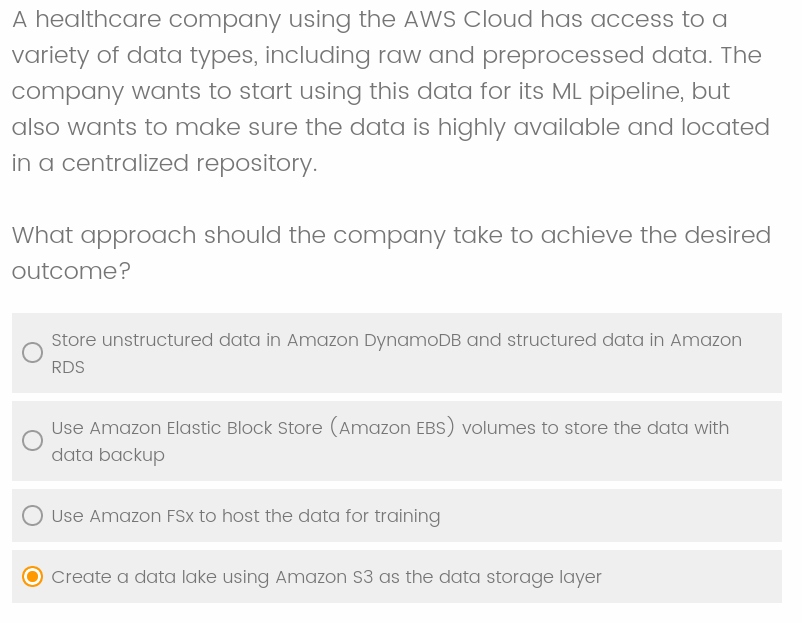 A healthcare company using the AWS Cloud has access to a
variety of data types, including raw and preprocessed data. The
company wants to start using this data for its ML pipeline, but
also wants to make sure the data is highly available and located
in a centralized repository.
What approach should the company take to achieve the desired
outcome?
Store unstructured data in Amazon DynamoDB and structured data in Amazon
RDS
Use Amazon Elastic Block Store (Amazon EBS) volumes to store the data with
data backup
Use Amazon FSx to host the data for training
Create a data lake using Amazon S3 as the data storage layer